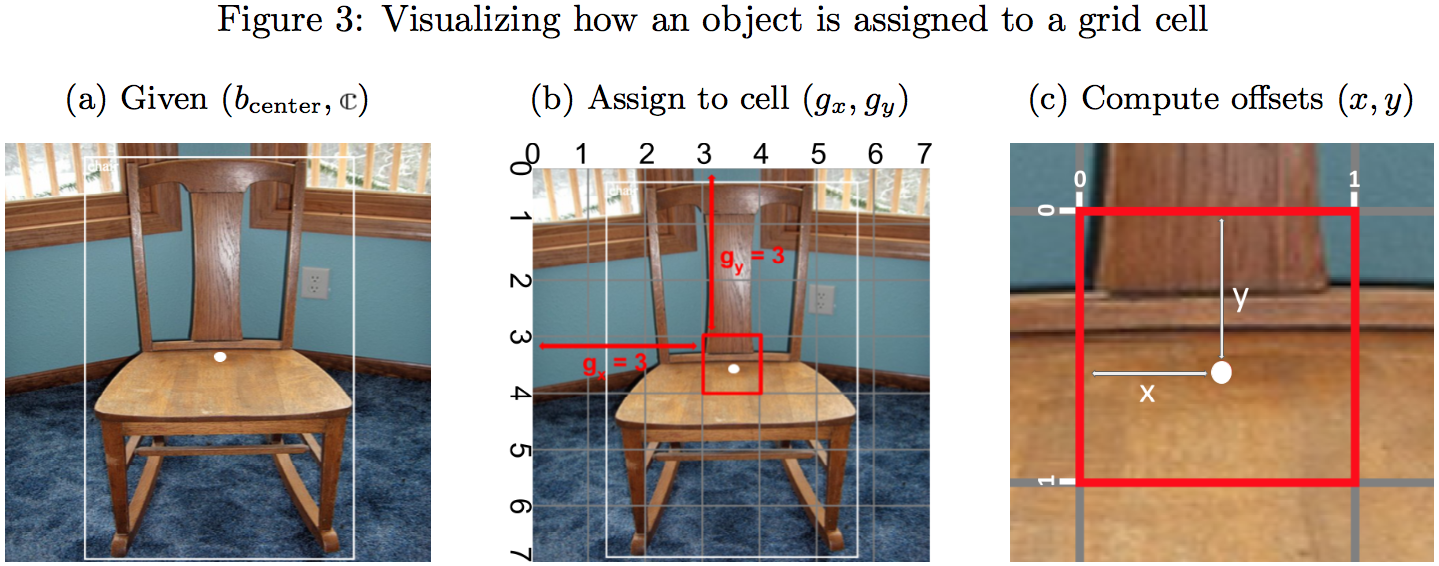 Figure 3: Visualizing how an object is assigned to a grid cell
(a) Given (b_center, ℂ)
(b) Assign to cell (g_x, g_y)
(c) Compute offsets (x, y)
chair
0 1 2 3 4 5 6 7
0
1
2
3
4
5
6
7
chair
g_y = 3
g_x = 3
0 1
0
1
y
x